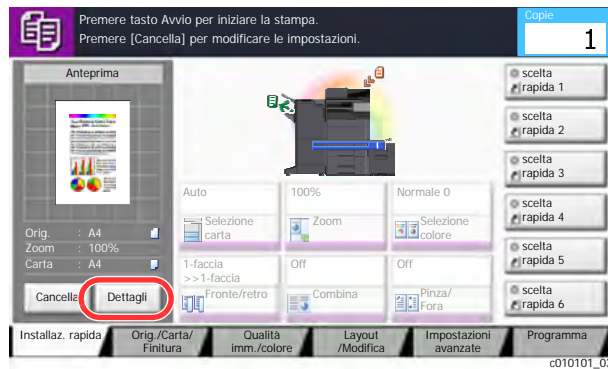 Premere tasto Avvio per iniziare la stampa.
Premere [Cancella] per modificare le impostazioni.
Copie
1
Anteprima
Orig. : A4
Zoom : 100%
Carta : A4
Cancella
Dettagli
Auto
Selezione
carta
100%
Zoom
Normale 0
Selezione
colore
1-faccia
>>1-faccia
Fronte/retro
Off
Combina
Off
Pinza/
Fora
scelta
rapida 1
scelta
rapida 2
scelta
rapida 3
scelta
rapida 4
scelta
rapida 5
scelta
rapida 6
Installaz. rapida
Orig./Carta/
Finitura
Qualità
imm./colore
Layout
/Modifica
Impostazioni
avanzate
Programma